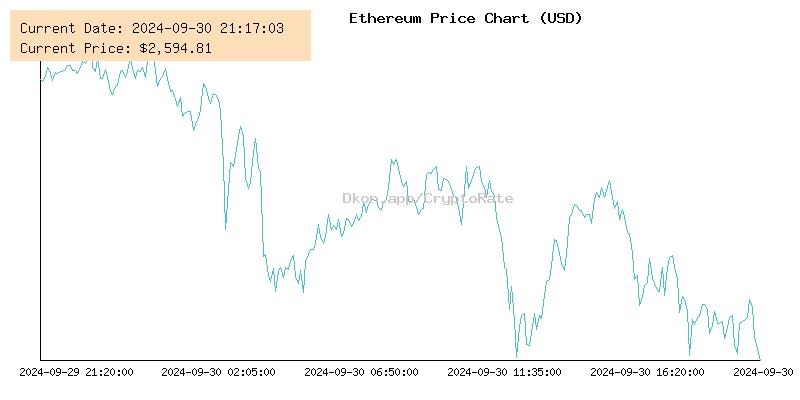 Ethereum Price Chart (USD)
Current Date: 2024-09-30 21:17:03
Current Price: $2,594.81
Dkon.app/CryptoRate
2024-09-29 21:20:00
2024-09-30 02:05:00
2024-09-30 06:50:00
2024-09-30 11:35:00
2024-09-30 16:20:00
2024-09-30